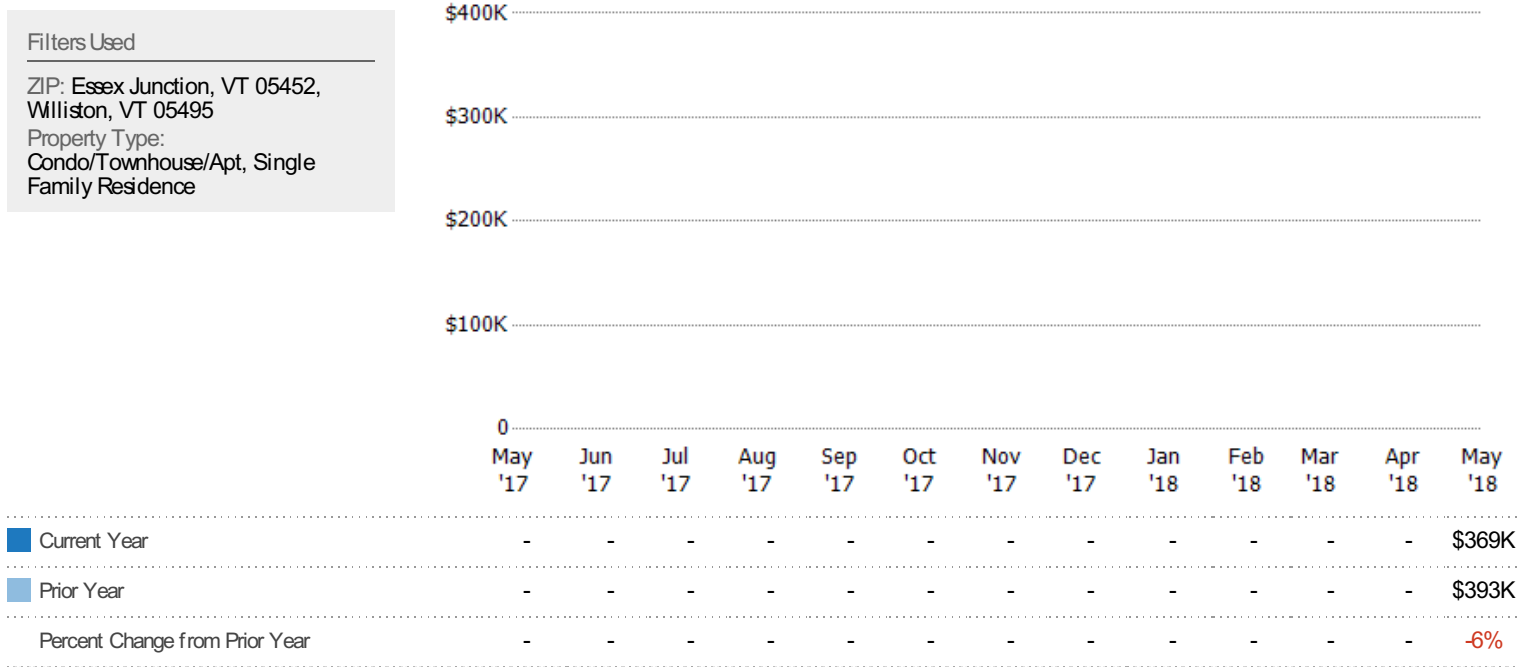 Filters Used
ZIP: Essex Junction, VT 05452,
Williston, VT 05495
Property Type:
Condo/Townhouse/Apt, Single
Family Residence
$400K
$300K
$200K
$100K
0
May Jun Jul Aug Sep Oct Nov Dec Jan Feb Mar Apr May
'17 '17 '17 '17 '17 '17 '17 '17 '18 '18 '18 '18 '18
Current Year - - - - - - - - - - - - $369K
Prior Year - - - - - - - - - - - - $393K
Percent Change from Prior Year - - - - - - - - - - - - -6%